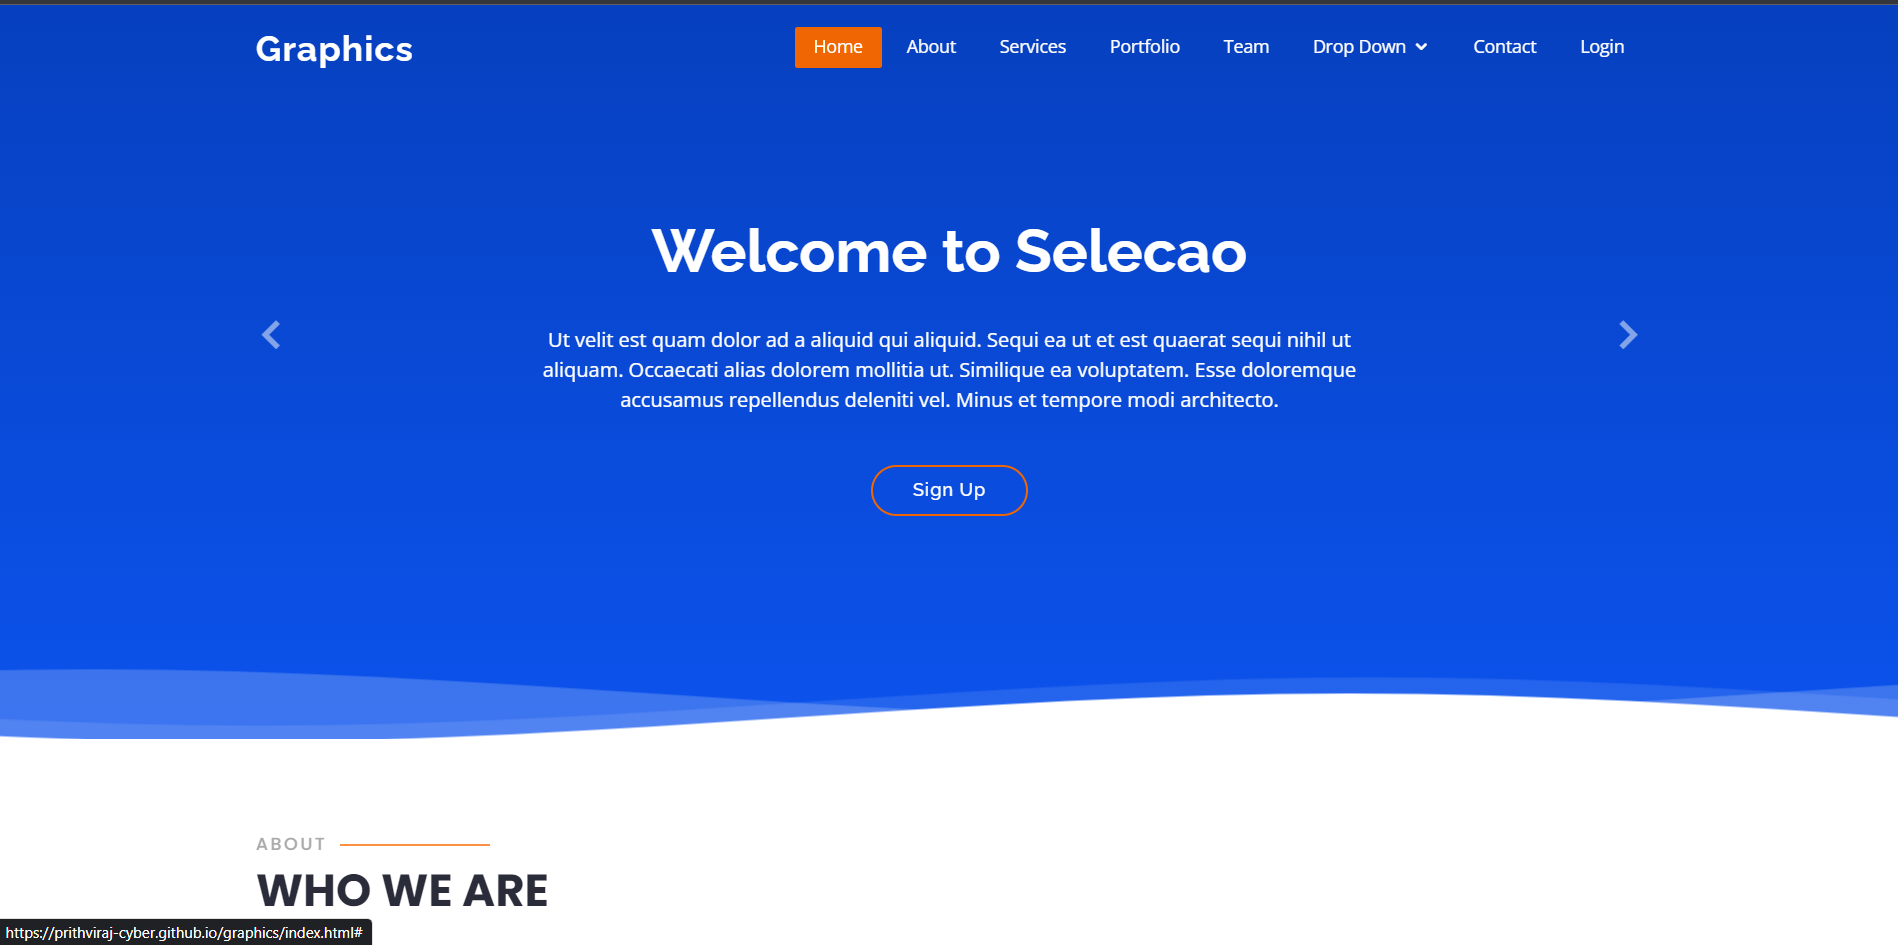 Graphics
Home About Services Portfolio Team Drop Down Contact Login
Welcome to Selecao
Ut velit est quam dolor ad a aliquid qui aliquid. Sequi ea ut et est quaerat sequi nihil ut
aliquam. Occaecati alias dolorem mollitia ut. Similique ea voluptatem. Esse doloremque
accusamus repellendus deleniti vel. Minus et tempore modi architecto.
Sign Up
ABOUT
WHO WE ARE
https://prithviraj-cyber.github.io/graphics/index.html#